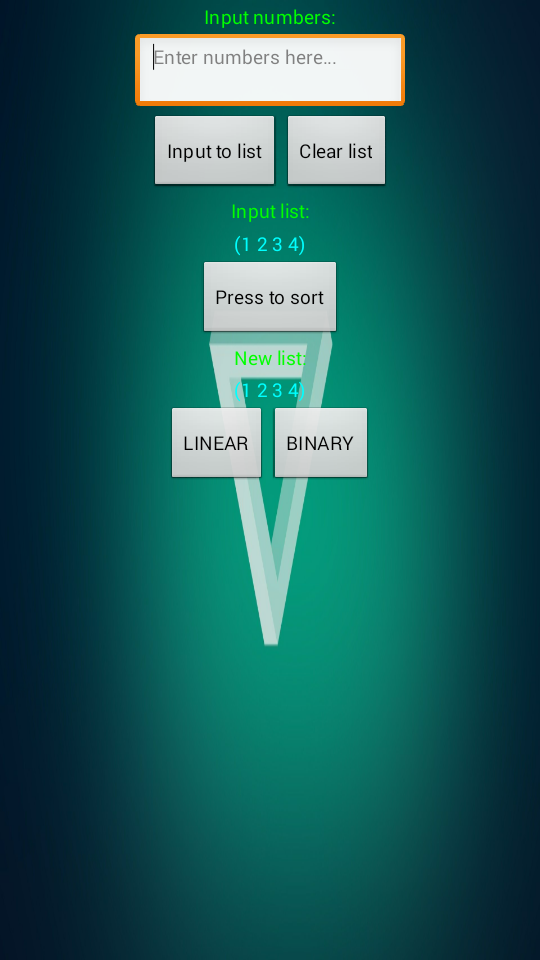 Input numbers:
Enter numbers here...
Input to list Clear list
Input list:
(1 2 3 4)
Press to sort
New list:
(1 2 3 4)
LINEAR BINARY